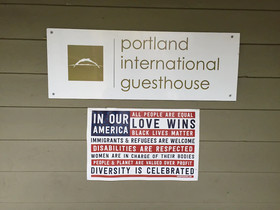 portland
international
guesthouse
IN OUR
AMERICA
ALL PEOPLE ARE EQUAL
LOVE WINS
BLACK LIVES MATTER
IMMIGRANTS & REFUGEES ARE WELCOME
DISABILITIES ARE RESPECTED
WOMEN ARE IN CHARGE OF THEIR BODIES
PEOPLE & PLANET ARE VALUED OVER PROFIT
DIVERSITY IS CELEBRATED